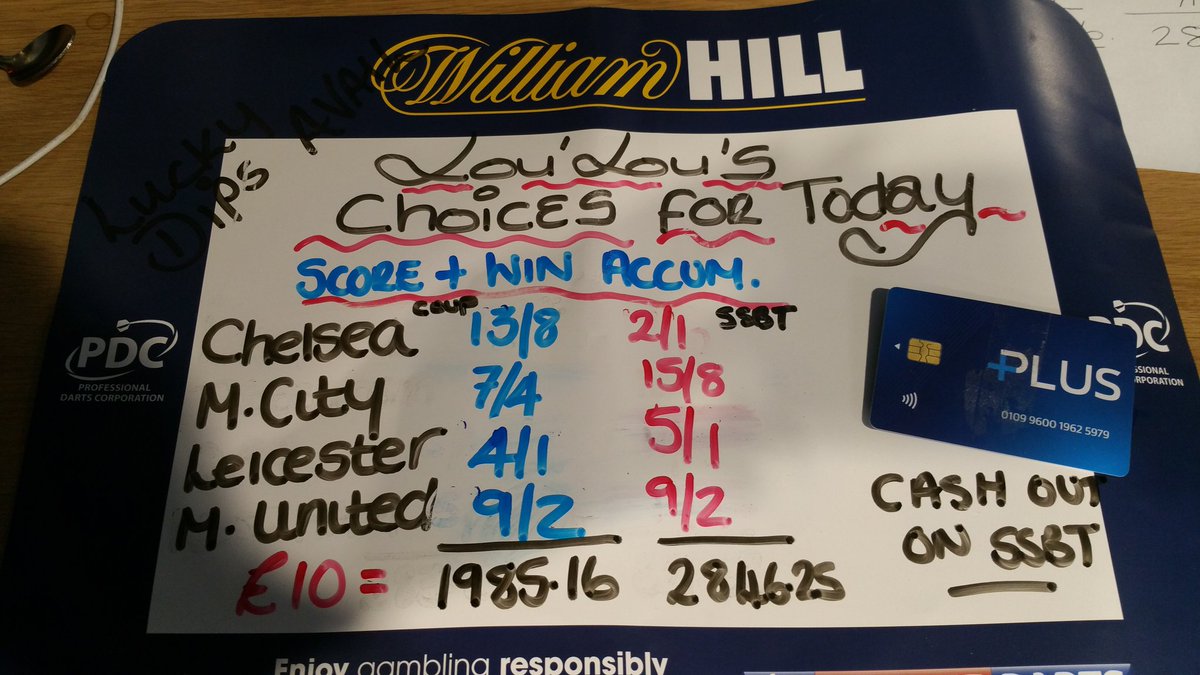 William HILL
Lucky Dips AVAIL
Lou'Lou's
Choices FOR Today
SCORE + WIN ACCUM.
coup SSBT
Chelsea 13/8 2/1
M. City 7/4 15/8
Leicester 4/1 5/1
M. United 9/2 9/2
£10 = 1985.16 2846.25
CASH OUT
ON SSBT
PDC
PROFESSIONAL
DARTS CORPORATION
+PLUS
0109 9600 1962 5979
Enjoy gambling responsibly
DARTS
28